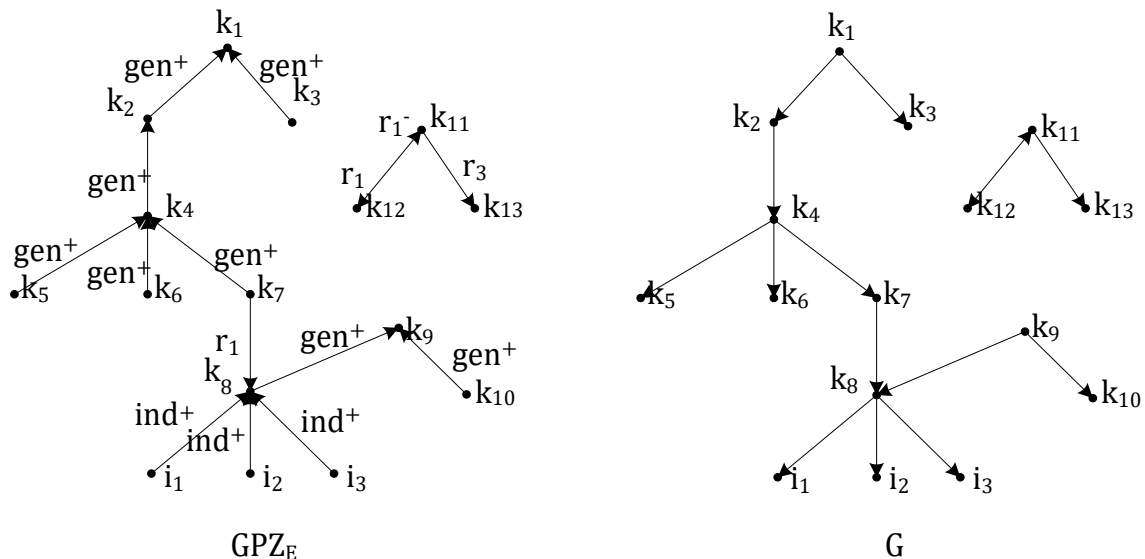 k₁ k₁
gen⁺ gen⁺
k₂ k₃ k₂ k₃
r₁⁻ k₁₁ k₁₁
gen⁺ r₁ r₃
k₄ k₁₂ k₁₃ k₄ k₁₂ k₁₃
gen⁺ gen⁺ gen⁺
k₅ k₆ k₇ k₅ k₆ k₇
r₁ gen⁺ k₉ gen⁺ k₉
k₈ k₁₀ k₈ k₁₀
ind⁺ ind⁺ ind⁺
i₁ i₂ i₃ i₁ i₂ i₃
GPZ_E G